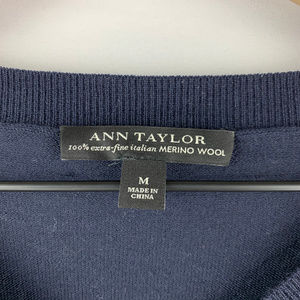 ANN TAYLOR
100% extra-fine italian MERINO WOOL
M
MADE IN
CHINA